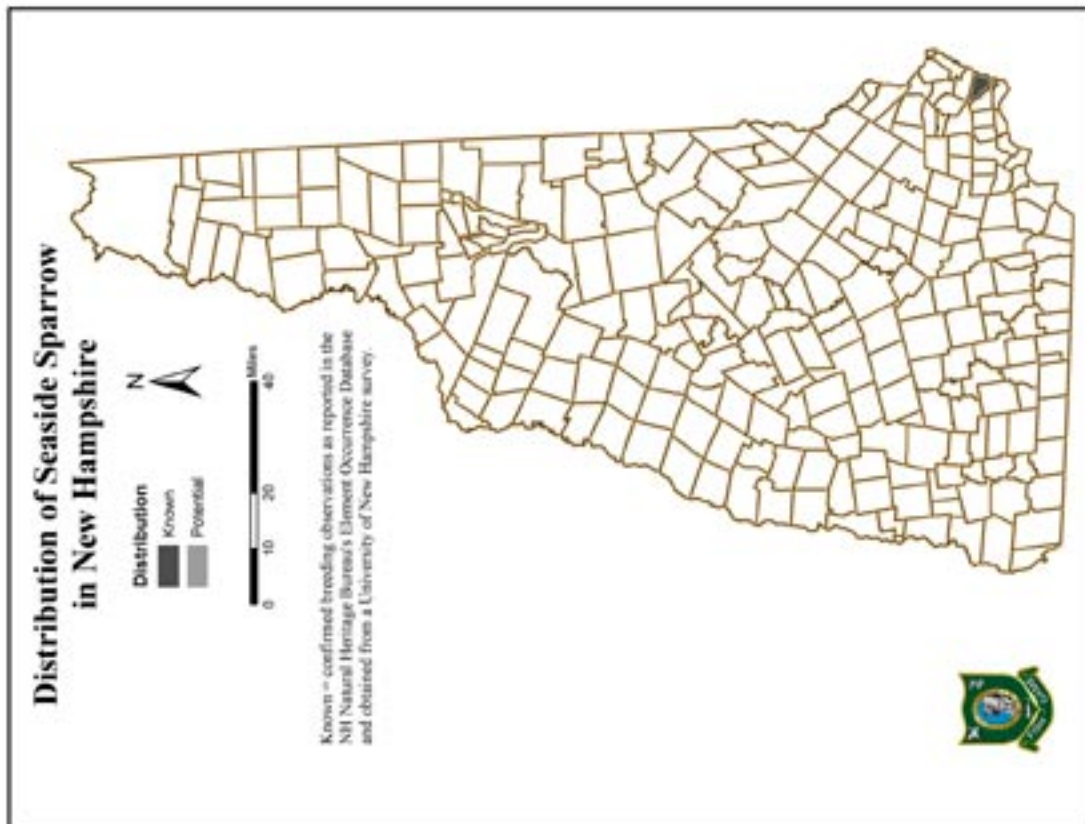 Distribution of Seaside Sparrow
in New Hampshire
Distribution
Known
Potential
N
0 10 20 40
Miles
Known = confirmed breeding observations as reported in the
NH Natural Heritage Bureau's Element Occurrence Database
and obtained from a University of New Hampshire survey.